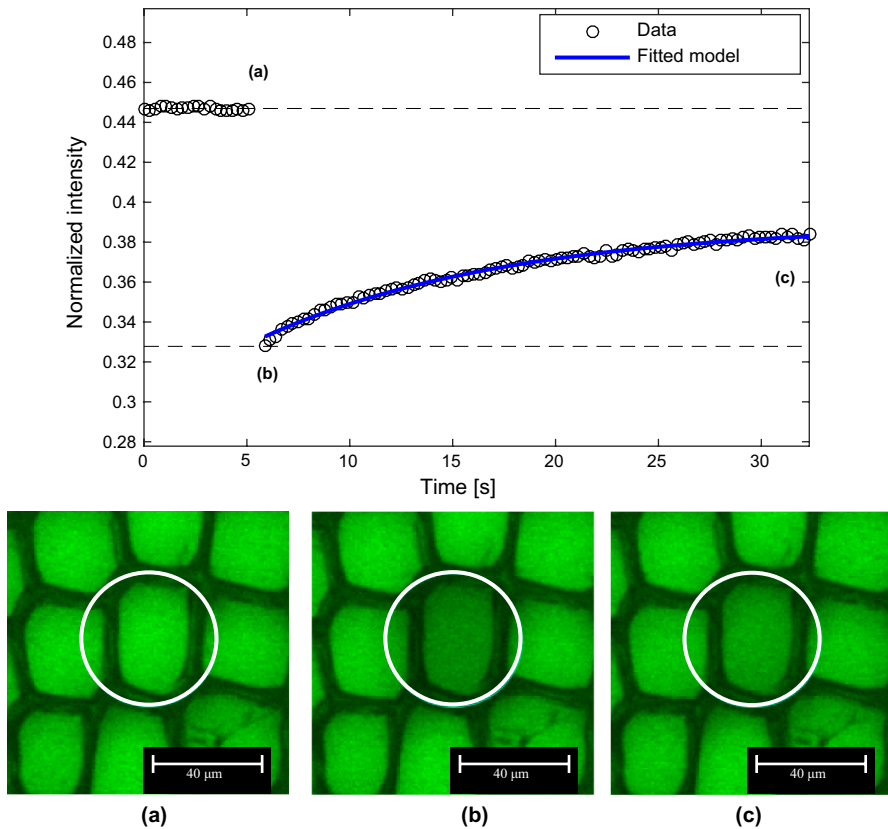 0.48
0.46
0.44
0.42
0.4
0.38
0.36
0.34
0.32
0.3
0.28
Normalized intensity
Data
Fitted model
(a)
(b)
(c)
0
5
10
15
20
25
30
Time [s]
40 μm
40 μm
40 μm
(a)
(b)
(c)